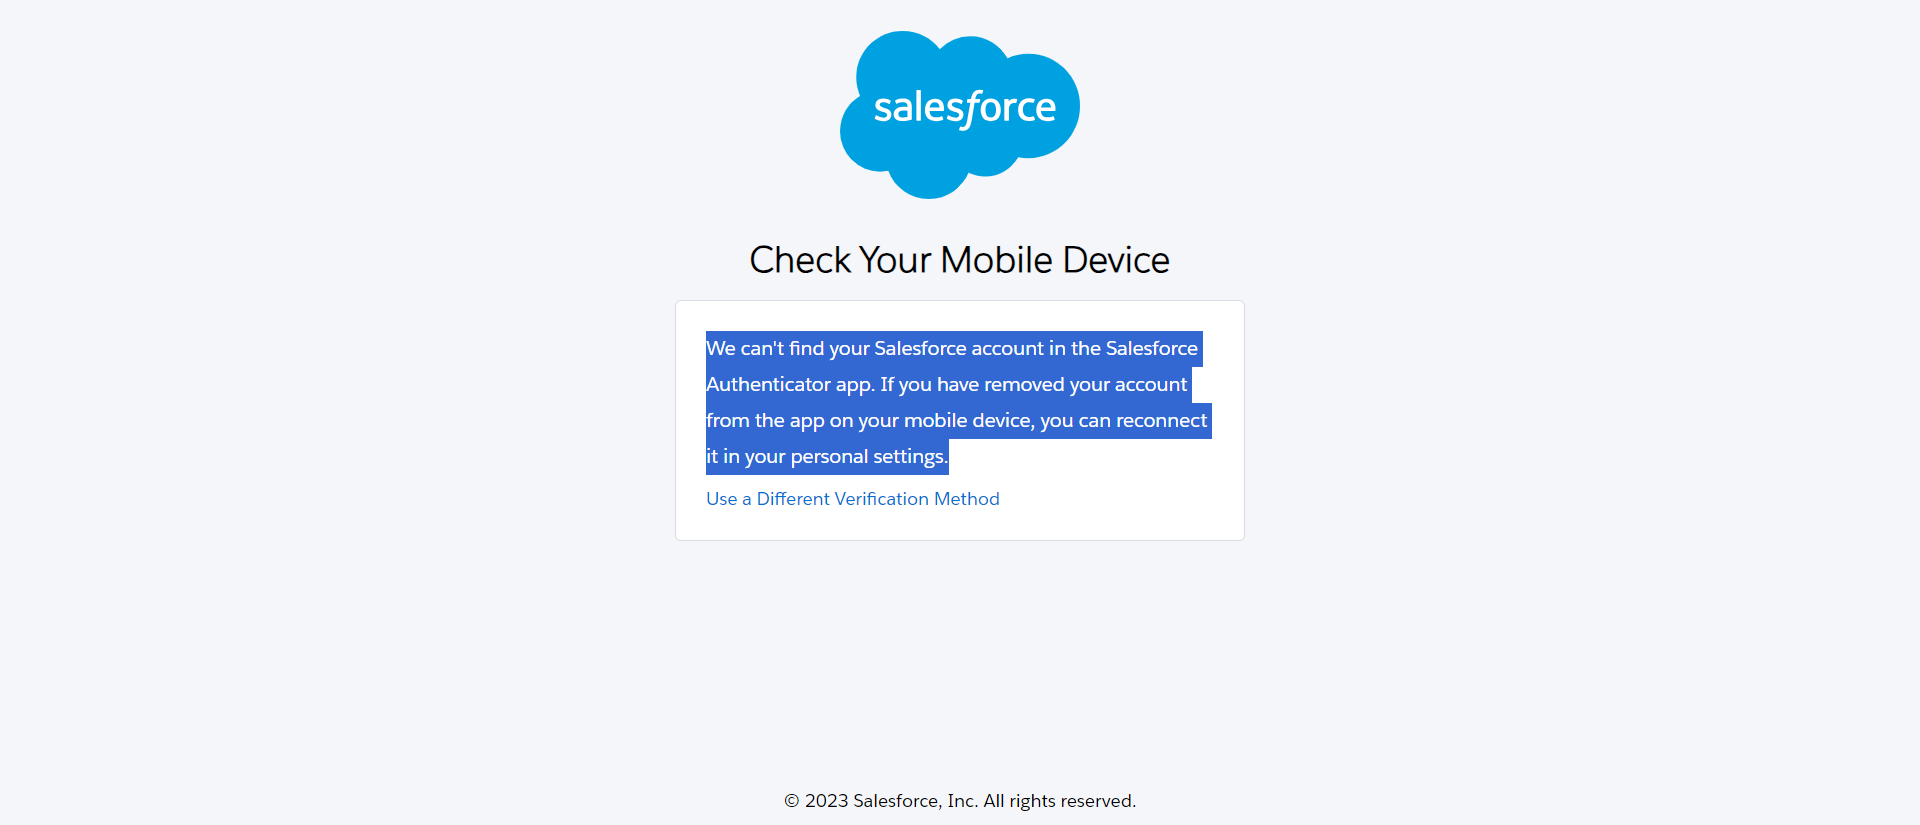 salesforce
Check Your Mobile Device
We can't find your Salesforce account in the Salesforce
Authenticator app. If you have removed your account
from the app on your mobile device, you can reconnect
it in your personal settings.
Use a Different Verification Method
© 2023 Salesforce, Inc. All rights reserved.